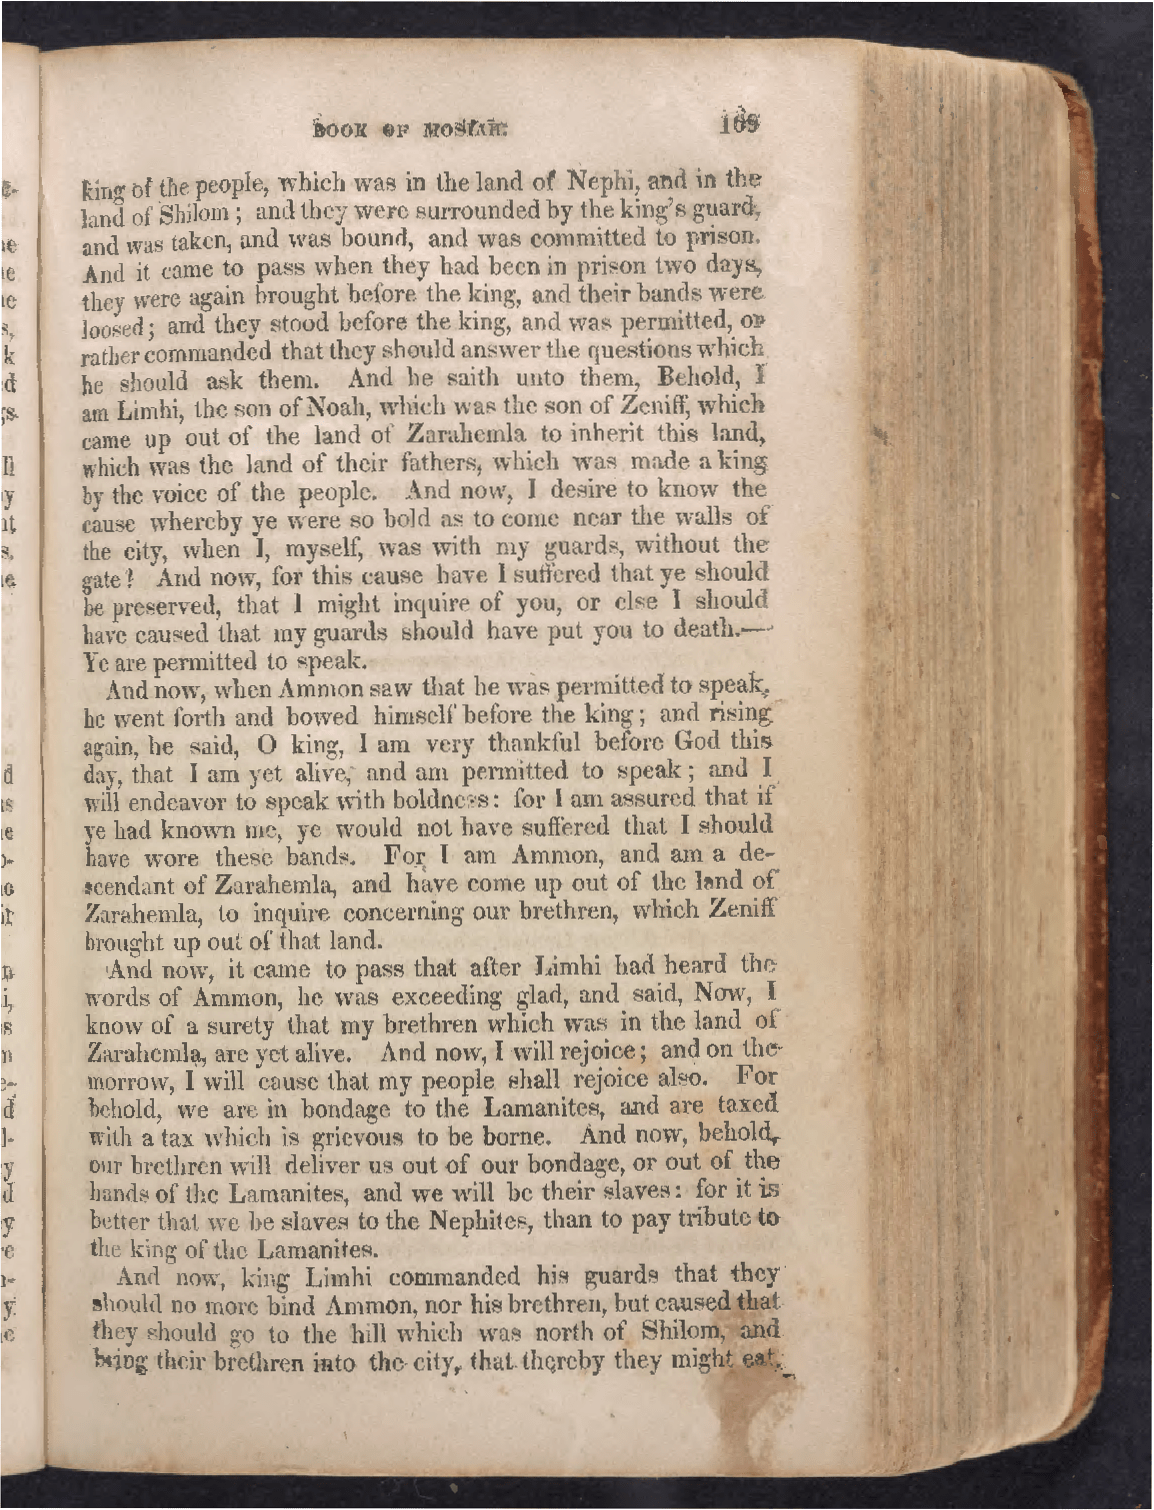 BOOK OF MOSIAH. 169
king of the people, which was in the land of Nephi, and in the
land of Shilom; and they were surrounded by the king's guard,
and was taken, and was bound, and was committed to prison.
And it came to pass when they had been in prison two days,
they were again brought before the king, and their bands were
loosed; and they stood before the king, and was permitted, or
rather commanded that they should answer the questions which
he should ask them. And he saith unto them, Behold, I
am Limhi, the son of Noah, which was the son of Zeniff, which
came up out of the land of Zarahemla to inherit this land,
which was the land of their fathers, which was made a king
by the voice of the people. And now, I desire to know the
cause whereby ye were so bold as to come near the walls of
the city, when I, myself, was with my guards, without the
gate? And now, for this cause have I suffered that ye should
be preserved, that I might inquire of you, or else I should
have caused that my guards should have put you to death.—
Ye are permitted to speak.
And now, when Ammon saw that he was permitted to speak,
he went forth and bowed himself before the king; and rising
again, he said, O king, I am very thankful before God this
day, that I am yet alive, and am permitted to speak; and I
will endeavor to speak with boldness: for I am assured that if
ye had known me, ye would not have suffered that I should
have wore these bands. For I am Ammon, and am a de-
scendant of Zarahemla, and have come up out of the land of
Zarahemla, to inquire concerning our brethren, which Zeniff
brought up out of that land.
And now, it came to pass that after Limhi had heard the
words of Ammon, he was exceeding glad, and said, Now, I
know of a surety that my brethren which was in the land of
Zarahemla, are yet alive. And now, I will rejoice; and on the
morrow, I will cause that my people shall rejoice also. For
behold, we are in bondage to the Lamanites, and are taxed
with a tax which is grievous to be borne. And now, behold,
our brethren will deliver us out of our bondage, or out of the
hands of the Lamanites, and we will be their slaves: for it is
better that we be slaves to the Nephites, than to pay tribute to
the king of the Lamanites.
And now, king Limhi commanded his guards that they
should no more bind Ammon, nor his brethren, but caused that
they should go to the hill which was north of Shilom, and
bring their brethren into the city, that thereby they might eat,